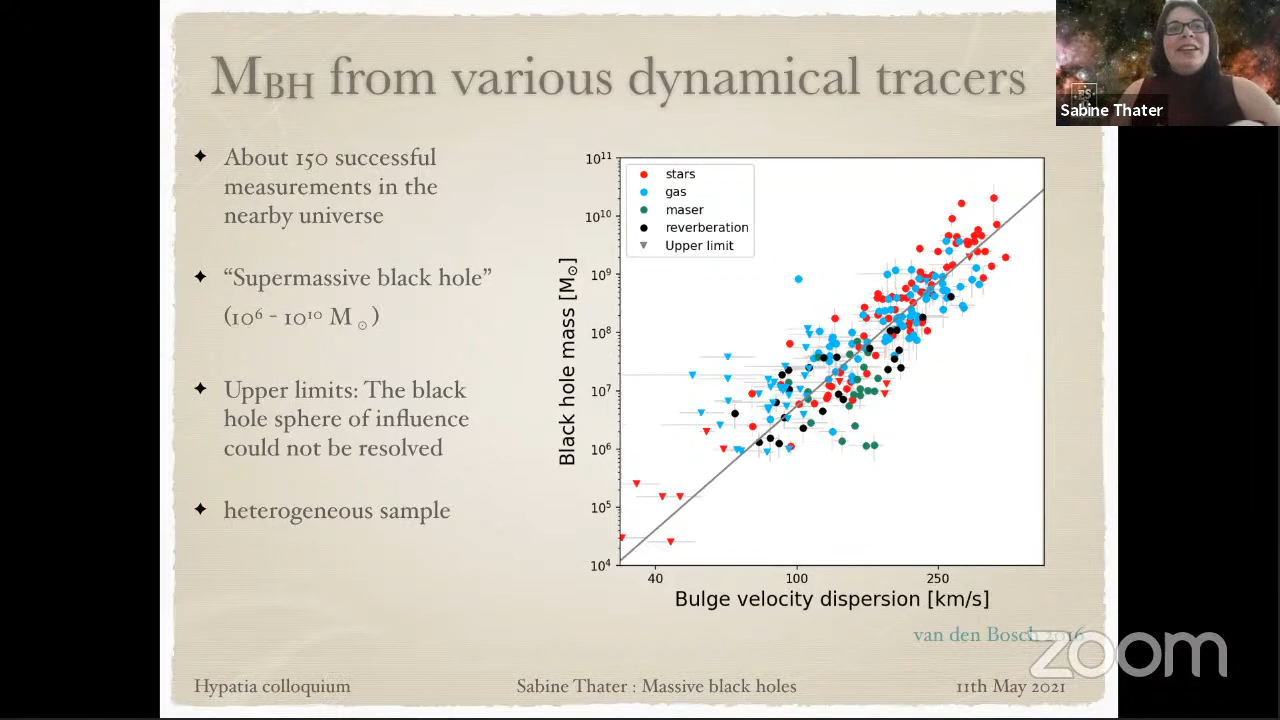 MBH from various dynamical tracers
Sabine Thater
✦ About 150 successful
measurements in the
nearby universe
✦ “Supermassive black hole”
(10⁶ - 10¹⁰ M ☉)
✦ Upper limits: The black
hole sphere of influence
could not be resolved
✦ heterogeneous sample
stars
gas
maser
reverberation
Upper limit
10¹¹
10¹⁰
10⁹
10⁸
10⁷
10⁶
10⁵
10⁴
Black hole mass [M☉]
40 100 250
Bulge velocity dispersion [km/s]
van den Bosch 2016
zoom
Hypatia colloquium Sabine Thater : Massive black holes 11th May 2021